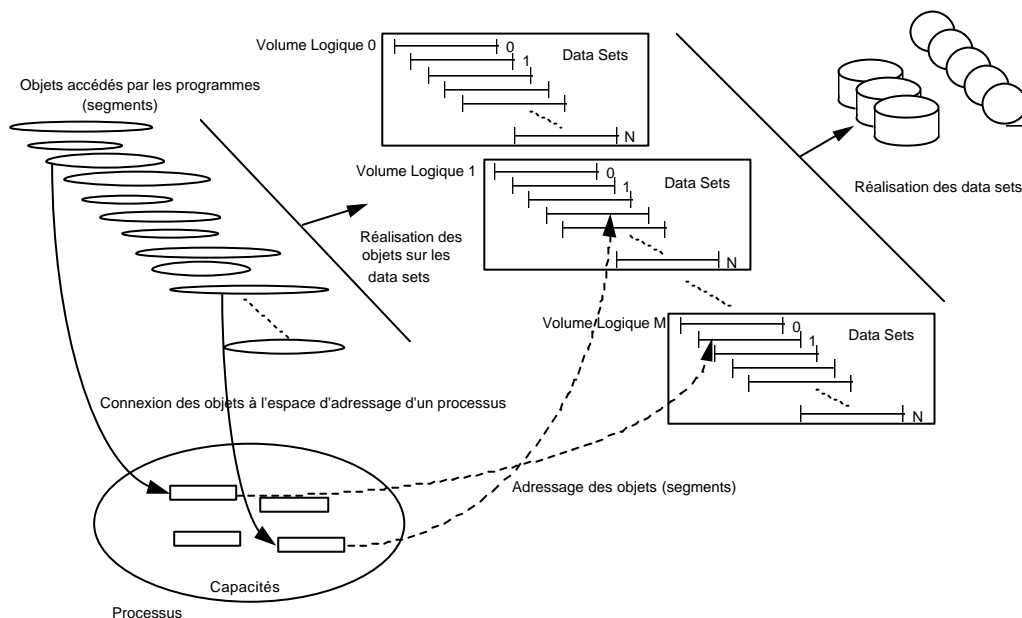 Objets accédés par les programmes
(segments)
Volume Logique 0
0
1
Data Sets
N
Volume Logique 1
0
1
Data Sets
N
Réalisation des data sets
Réalisation des
objets sur les
data sets
Volume Logique M
0
1
Data Sets
N
Connexion des objets à l'espace d'adressage d'un processus
Adressage des objets (segments)
Capacités
Processus